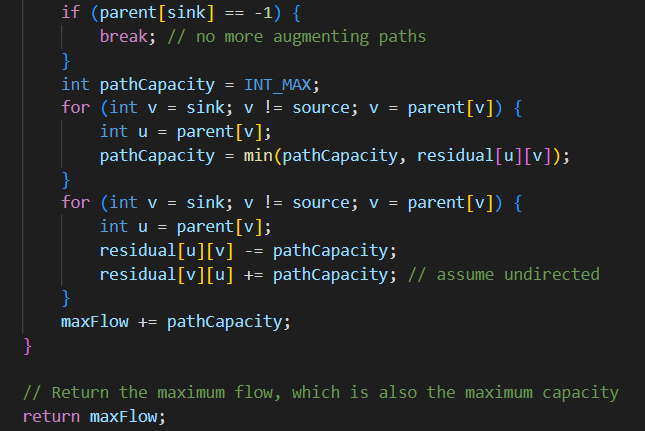 if (parent[sink] == -1) {
break; // no more augmenting paths
}
int pathCapacity = INT_MAX;
for (int v = sink; v != source; v = parent[v]) {
int u = parent[v];
pathCapacity = min(pathCapacity, residual[u][v]);
}
for (int v = sink; v != source; v = parent[v]) {
int u = parent[v];
residual[u][v] -= pathCapacity;
residual[v][u] += pathCapacity; // assume undirected
}
maxFlow += pathCapacity;
}
// Return the maximum flow, which is also the maximum capacity
return maxFlow;